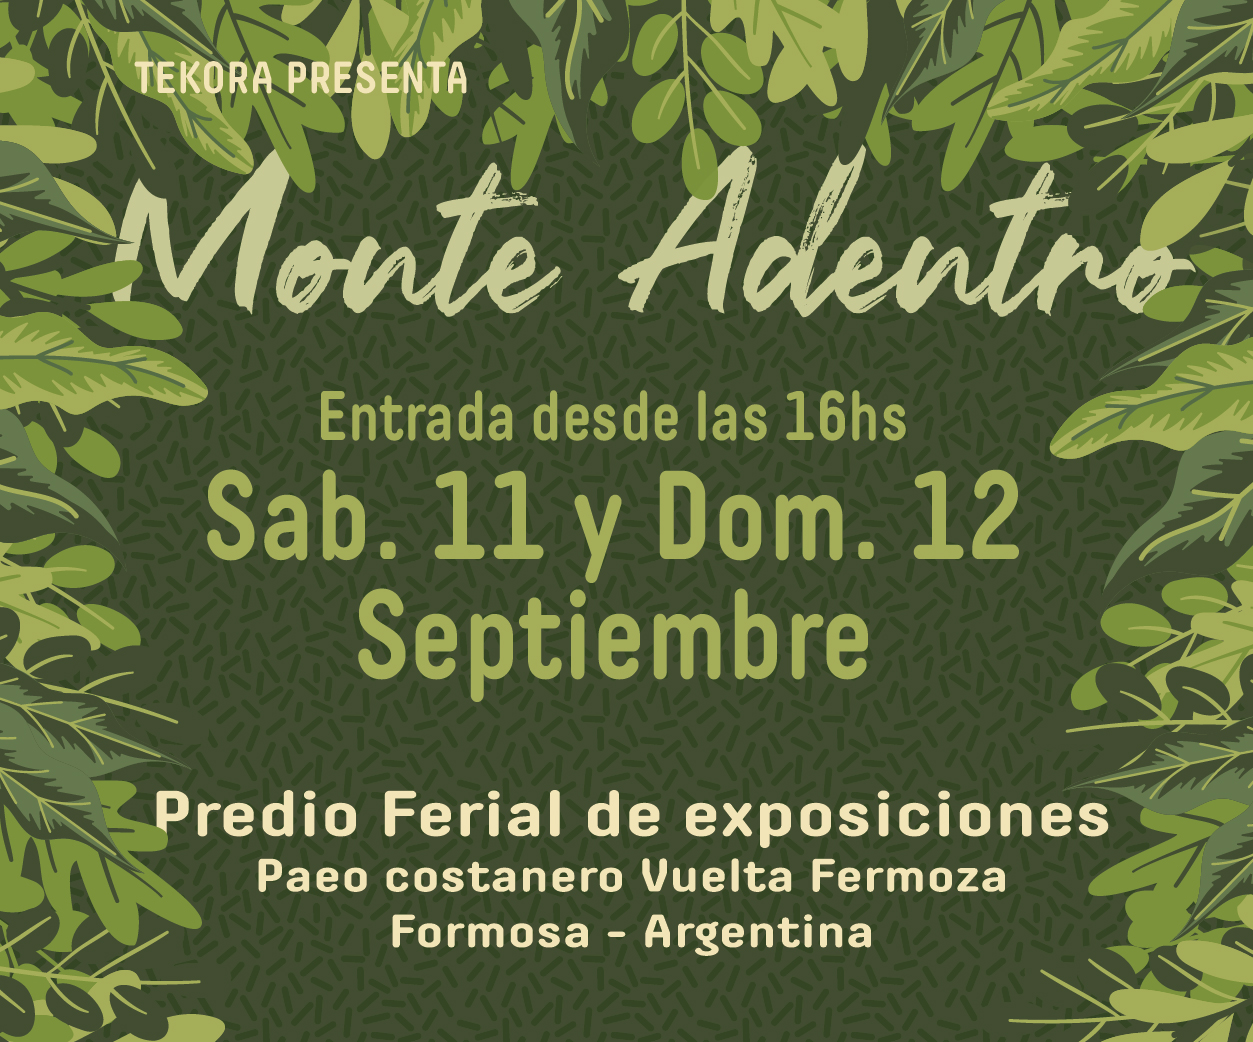 TEKORA PRESENTA
Monte Adentro
Entrada desde las 16hs
Sab. 11 y Dom. 12
Septiembre
Predio Ferial de exposiciones
Paeo costanero Vuelta Fermoza
Formosa - Argentina